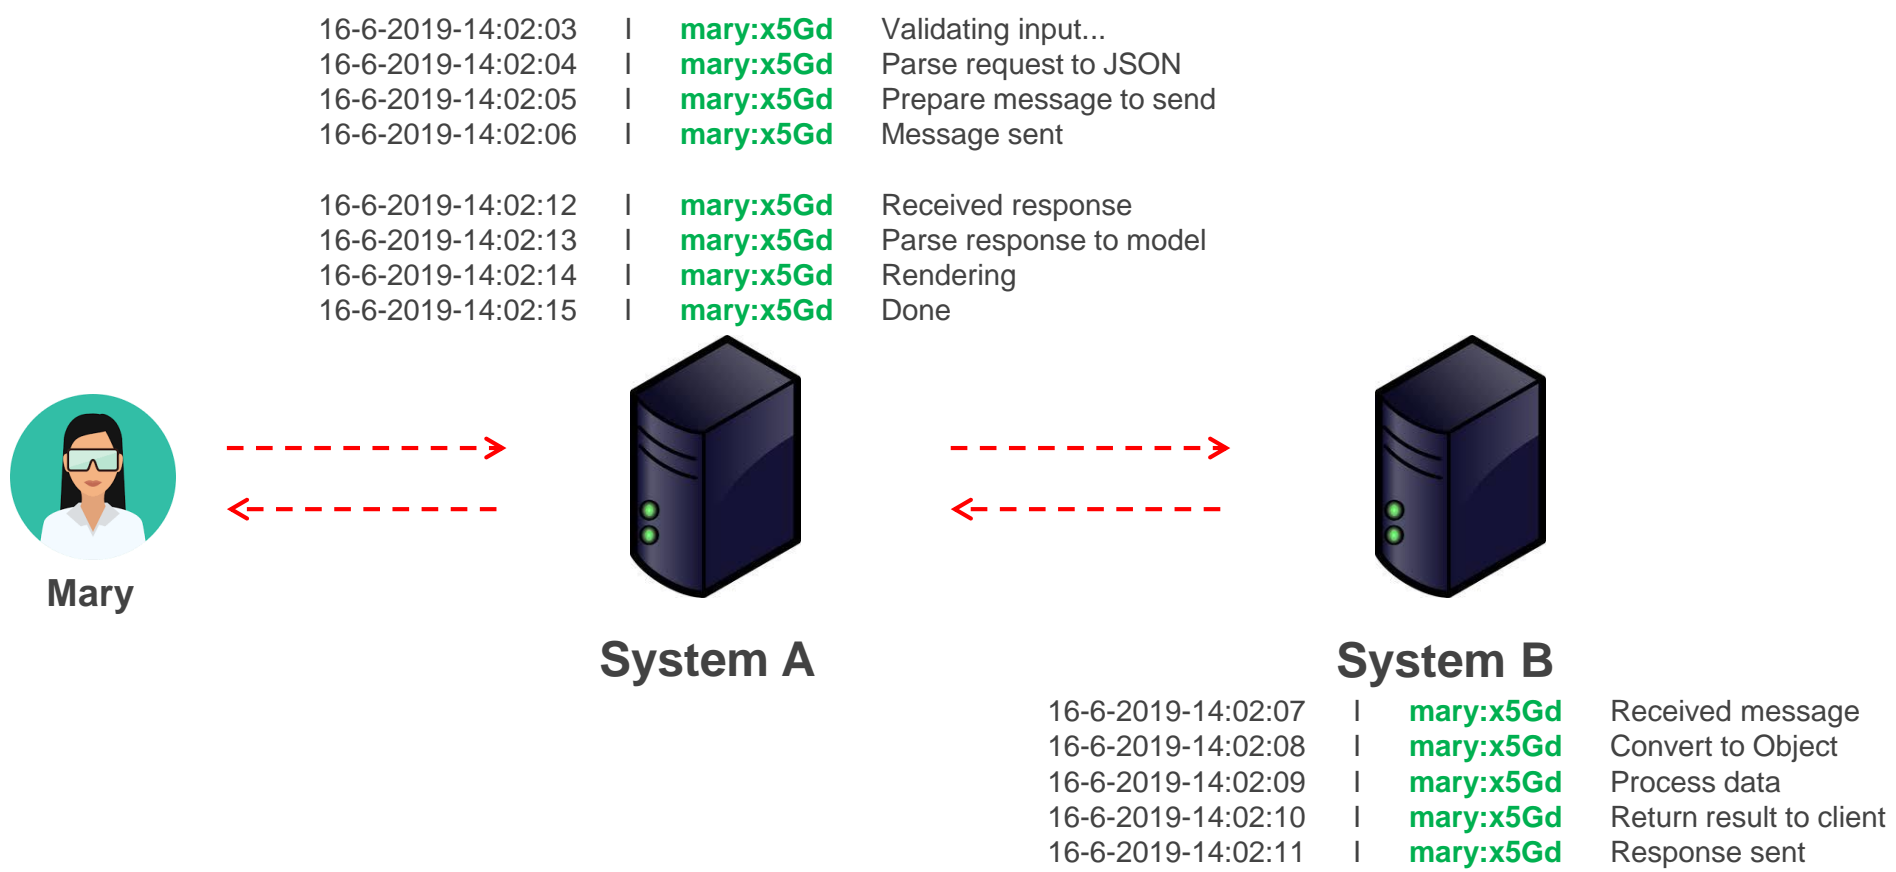 16-6-2019-14:02:03 I mary:x5Gd Validating input...
16-6-2019-14:02:04 I mary:x5Gd Parse request to JSON
16-6-2019-14:02:05 I mary:x5Gd Prepare message to send
16-6-2019-14:02:06 I mary:x5Gd Message sent
16-6-2019-14:02:12 I mary:x5Gd Received response
16-6-2019-14:02:13 I mary:x5Gd Parse response to model
16-6-2019-14:02:14 I mary:x5Gd Rendering
16-6-2019-14:02:15 I mary:x5Gd Done
Mary
System A
System B
16-6-2019-14:02:07 I mary:x5Gd Received message
16-6-2019-14:02:08 I mary:x5Gd Convert to Object
16-6-2019-14:02:09 I mary:x5Gd Process data
16-6-2019-14:02:10 I mary:x5Gd Return result to client
16-6-2019-14:02:11 I mary:x5Gd Response sent